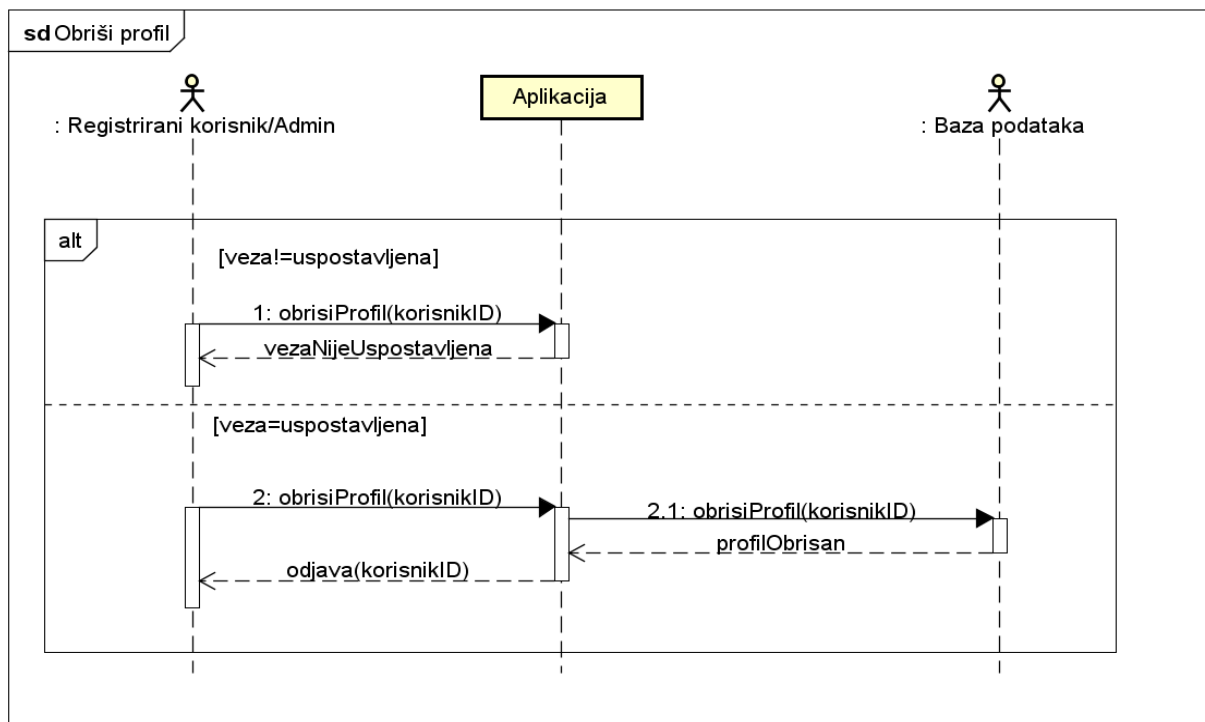 sd Obriši profil
: Registrirani korisnik/Admin
Aplikacija
: Baza podataka
alt
[veza!=uspostavljena]
1: obrisiProfil(korisnikID)
vezaNijeUspostavljena
[veza=uspostavljena]
2: obrisiProfil(korisnikID)
2.1: obrisiProfil(korisnikID)
profilObrisan
odjava(korisnikID)